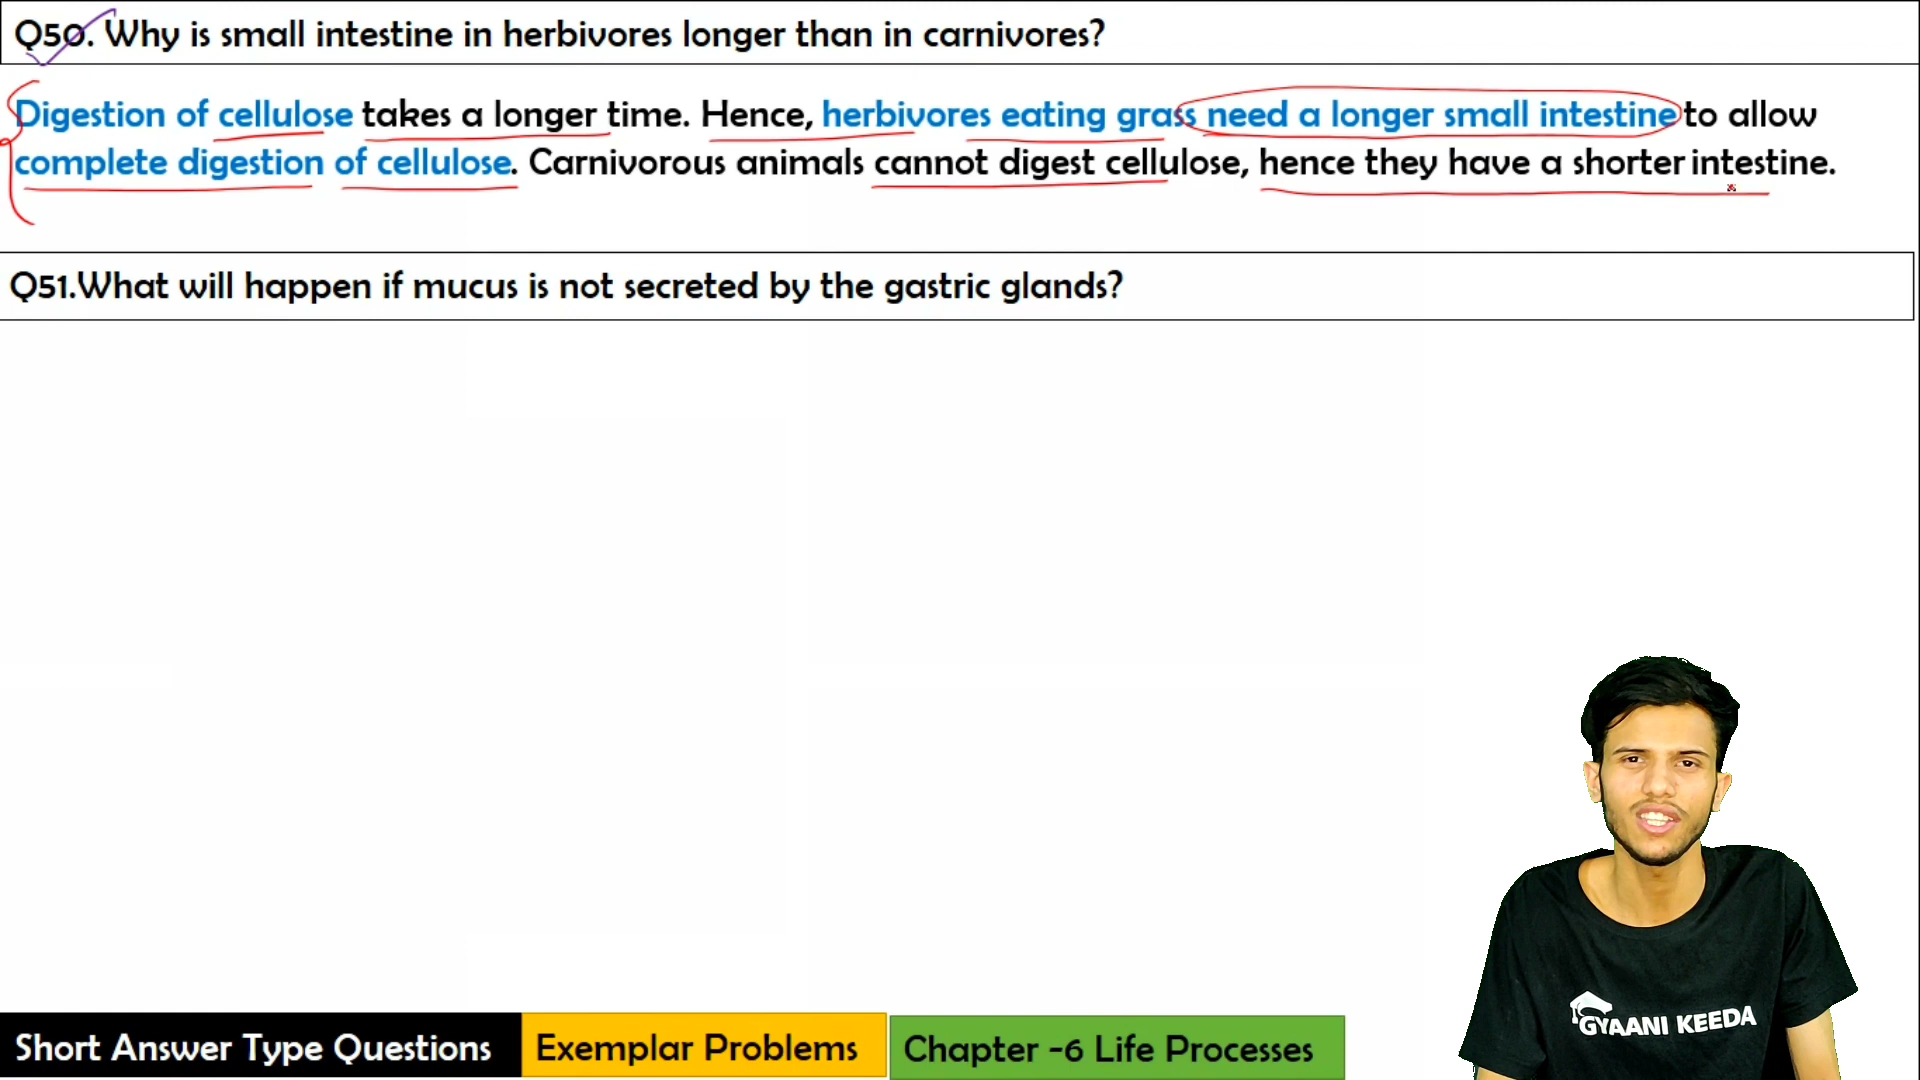 Q50. Why is small intestine in herbivores longer than in carnivores?
Digestion of cellulose takes a longer time. Hence, herbivores eating grass need a longer small intestine to allow
complete digestion of cellulose. Carnivorous animals cannot digest cellulose, hence they have a shorter intestine.
Q51.What will happen if mucus is not secreted by the gastric glands?
GYAANI KEEDA
Short Answer Type Questions
Exemplar Problems
Chapter -6 Life Processes